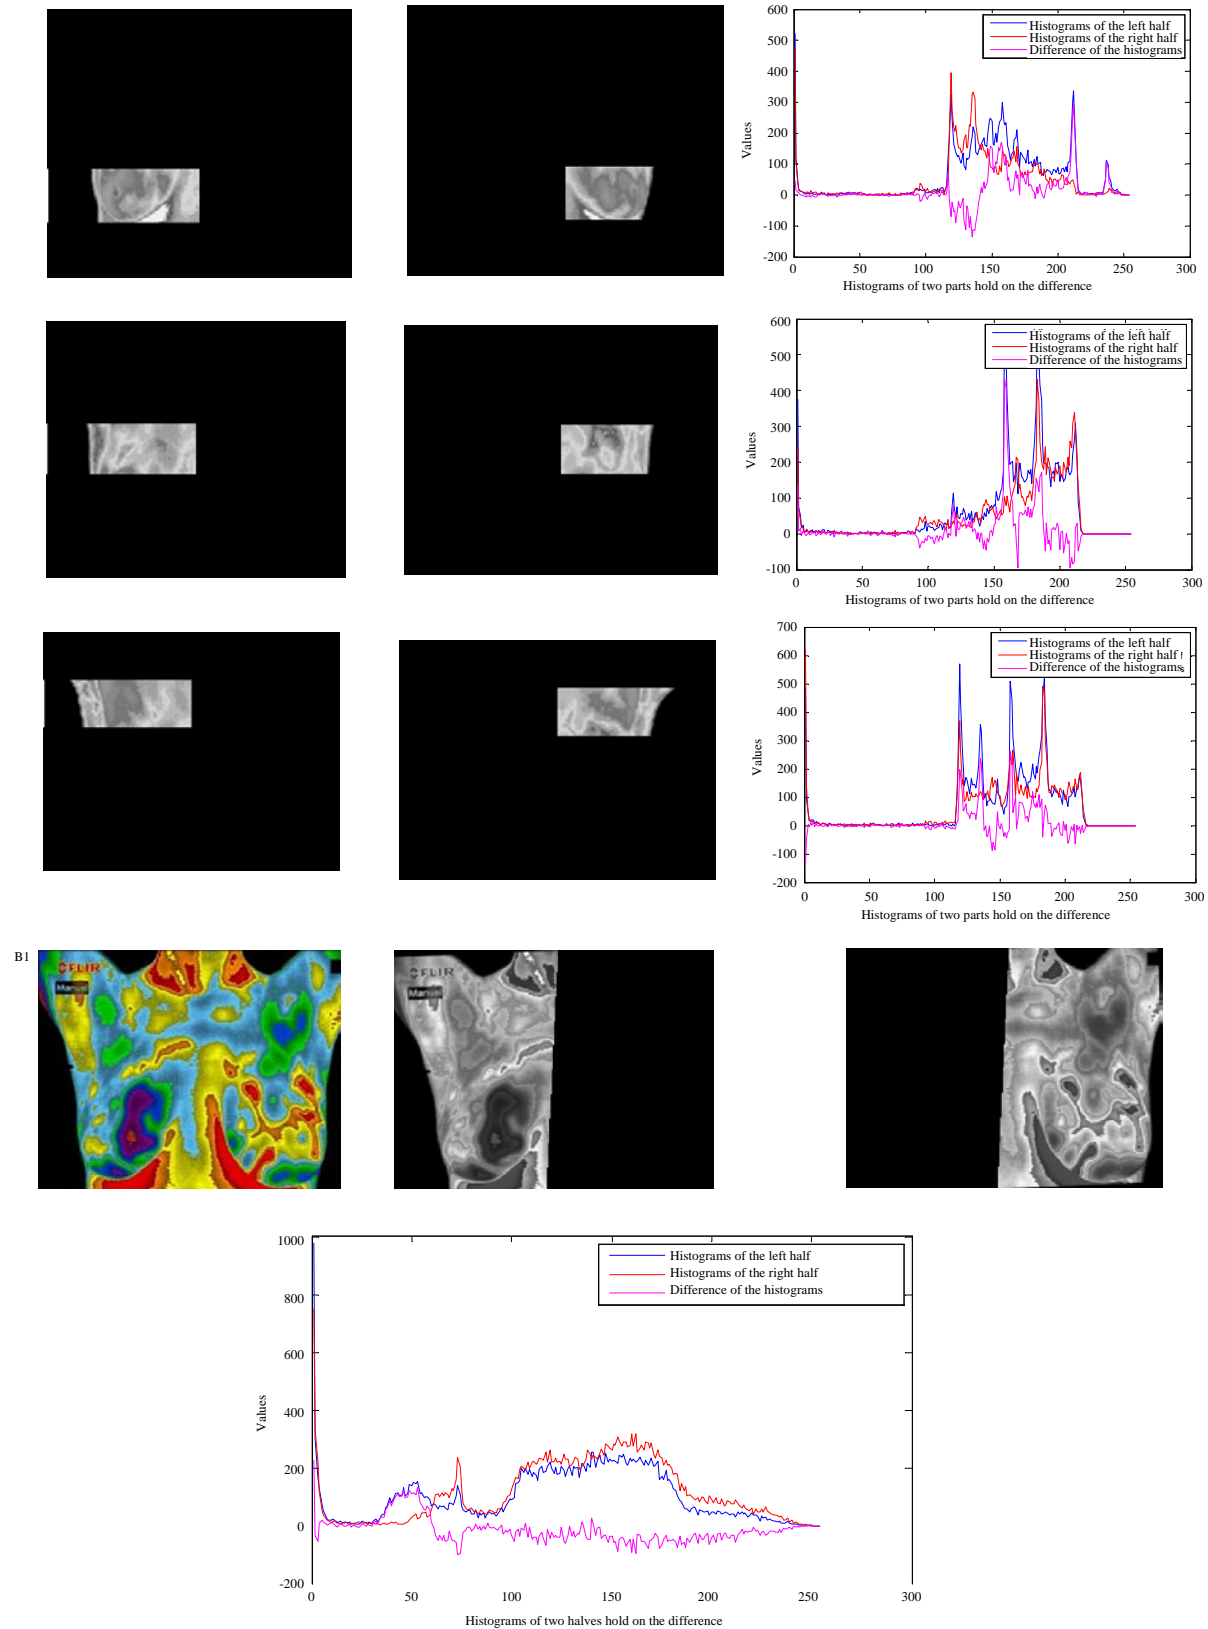 600
500
400
300
200
100
0
-100
-200
Values
Histograms of the left half
Histograms of the right half
Difference of the histograms
0 50 100 150 200 250 300
Histograms of two parts hold on the difference
600
500
400
300
200
100
0
-100
Values
Histograms of the left half
Histograms of the right half
Difference of the histograms
0 50 100 150 200 250 300
Histograms of two parts hold on the difference
700
600
500
400
300
200
100
0
-100
-200
Values
Histograms of the left half
Histograms of the right half
Difference of the histograms
0 50 100 150 200 250 300
Histograms of two parts hold on the difference
B1
FLIR
Manual
FLIR
Manual
1000
800
600
400
200
0
-200
Values
Histograms of the left half
Histograms of the right half
Difference of the histograms
0 50 100 150 200 250 300
Histograms of two halves hold on the difference